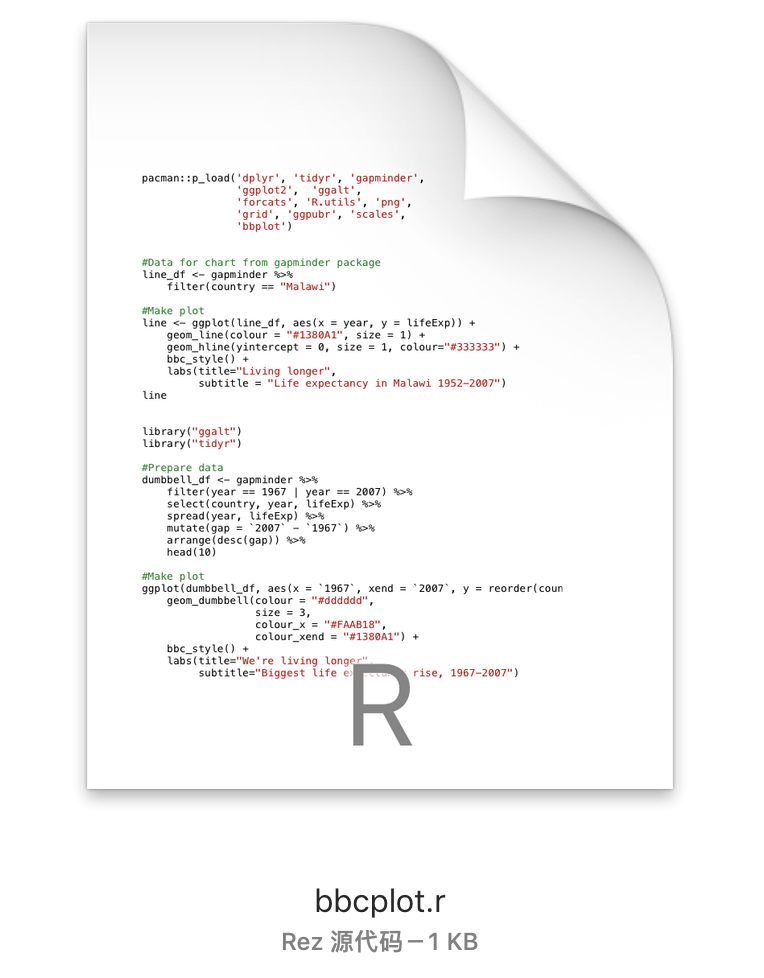 pacman::p_load('dplyr', 'tidyr', 'gapminder',
               'ggplot2',  'ggalt',
               'forcats', 'R.utils', 'png',
               'grid', 'ggpubr', 'scales',
               'bbplot')
#Data for chart from gapminder package
line_df <- gapminder %>%
    filter(country == "Malawi")
#Make plot
line <- ggplot(line_df, aes(x = year, y = lifeExp)) +
    geom_line(colour = "#1380A1", size = 1) +
    geom_hline(yintercept = 0, size = 1, colour="#333333") +
    bbc_style() +
    labs(title="Living longer",
         subtitle = "Life expectancy in Malawi 1952-2007")
line
library("ggalt")
library("tidyr")
#Prepare data
dumbbell_df <- gapminder %>%
    filter(year == 1967 | year == 2007) %>%
    select(country, year, lifeExp) %>%
    spread(year, lifeExp) %>%
    mutate(gap = `2007` - `1967`) %>%
    arrange(desc(gap)) %>%
    head(10)
#Make plot
ggplot(dumbbell_df, aes(x = `1967`, xend = `2007`, y = reorder(coun
    geom_dumbbell(colour = "#dddddd",
                  size = 3,
                  colour_x = "#FAAB18",
                  colour_xend = "#1380A1") +
    bbc_style() +
    labs(title="We're living longer",
         subtitle="Biggest life expectancy rise, 1967-2007")
R
bbcplot.r
Rez 源代码 — 1 KB